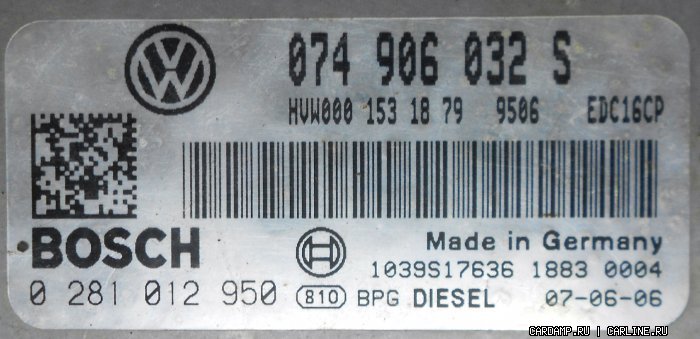 074 906 032 S
HVW000 153 18 79 9506 EDC16CP
BOSCH
Made in Germany
1039S17636 1883 0004
0 281 012 950 810 BPG DIESEL 07-06-06
CARDAMP.RU | CARLINE.RU